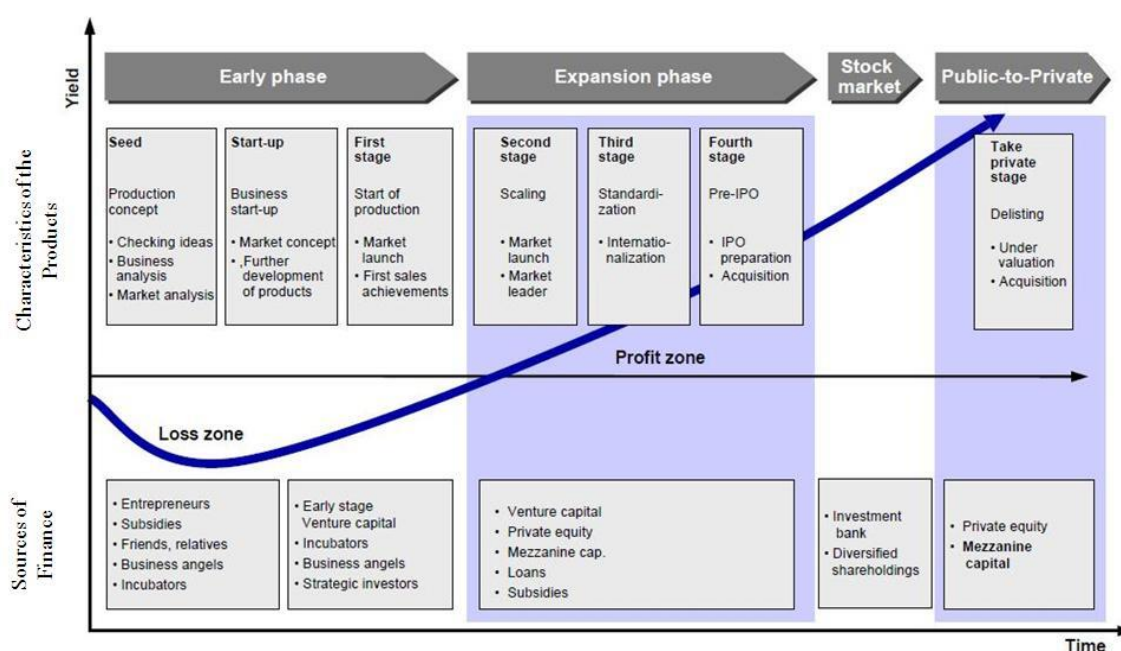 Yield
Characteristics of the
Products
Sources of
Finance
Early phase
Expansion phase
Stock
market
Public-to-Private
Seed
Production
concept
• Checking ideas
• Business
analysis
• Market analysis
Start-up
Business
start-up
• Market concept
• ,Further
development
of products
First
stage
Start of
production
• Market
launch
• First sales
achievements
Second
stage
Scaling
• Market
launch
• Market
leader
Third
stage
Standardi-
zation
• Internatio-
nalization
Fourth
stage
Pre-IPO
• IPO
preparation
• Acquisition
Take
private
stage
Delisting
• Under
valuation
• Acquisition
Profit zone
Loss zone
• Entrepreneurs
• Subsidies
• Friends, relatives
• Business angels
• Incubators
• Early stage
Venture capital
• Incubators
• Business angels
• Strategic investors
• Venture capital
• Private equity
• Mezzanine cap.
• Loans
• Subsidies
• Investment
bank
• Diversified
shareholdings
• Private equity
• Mezzanine
capital
Time